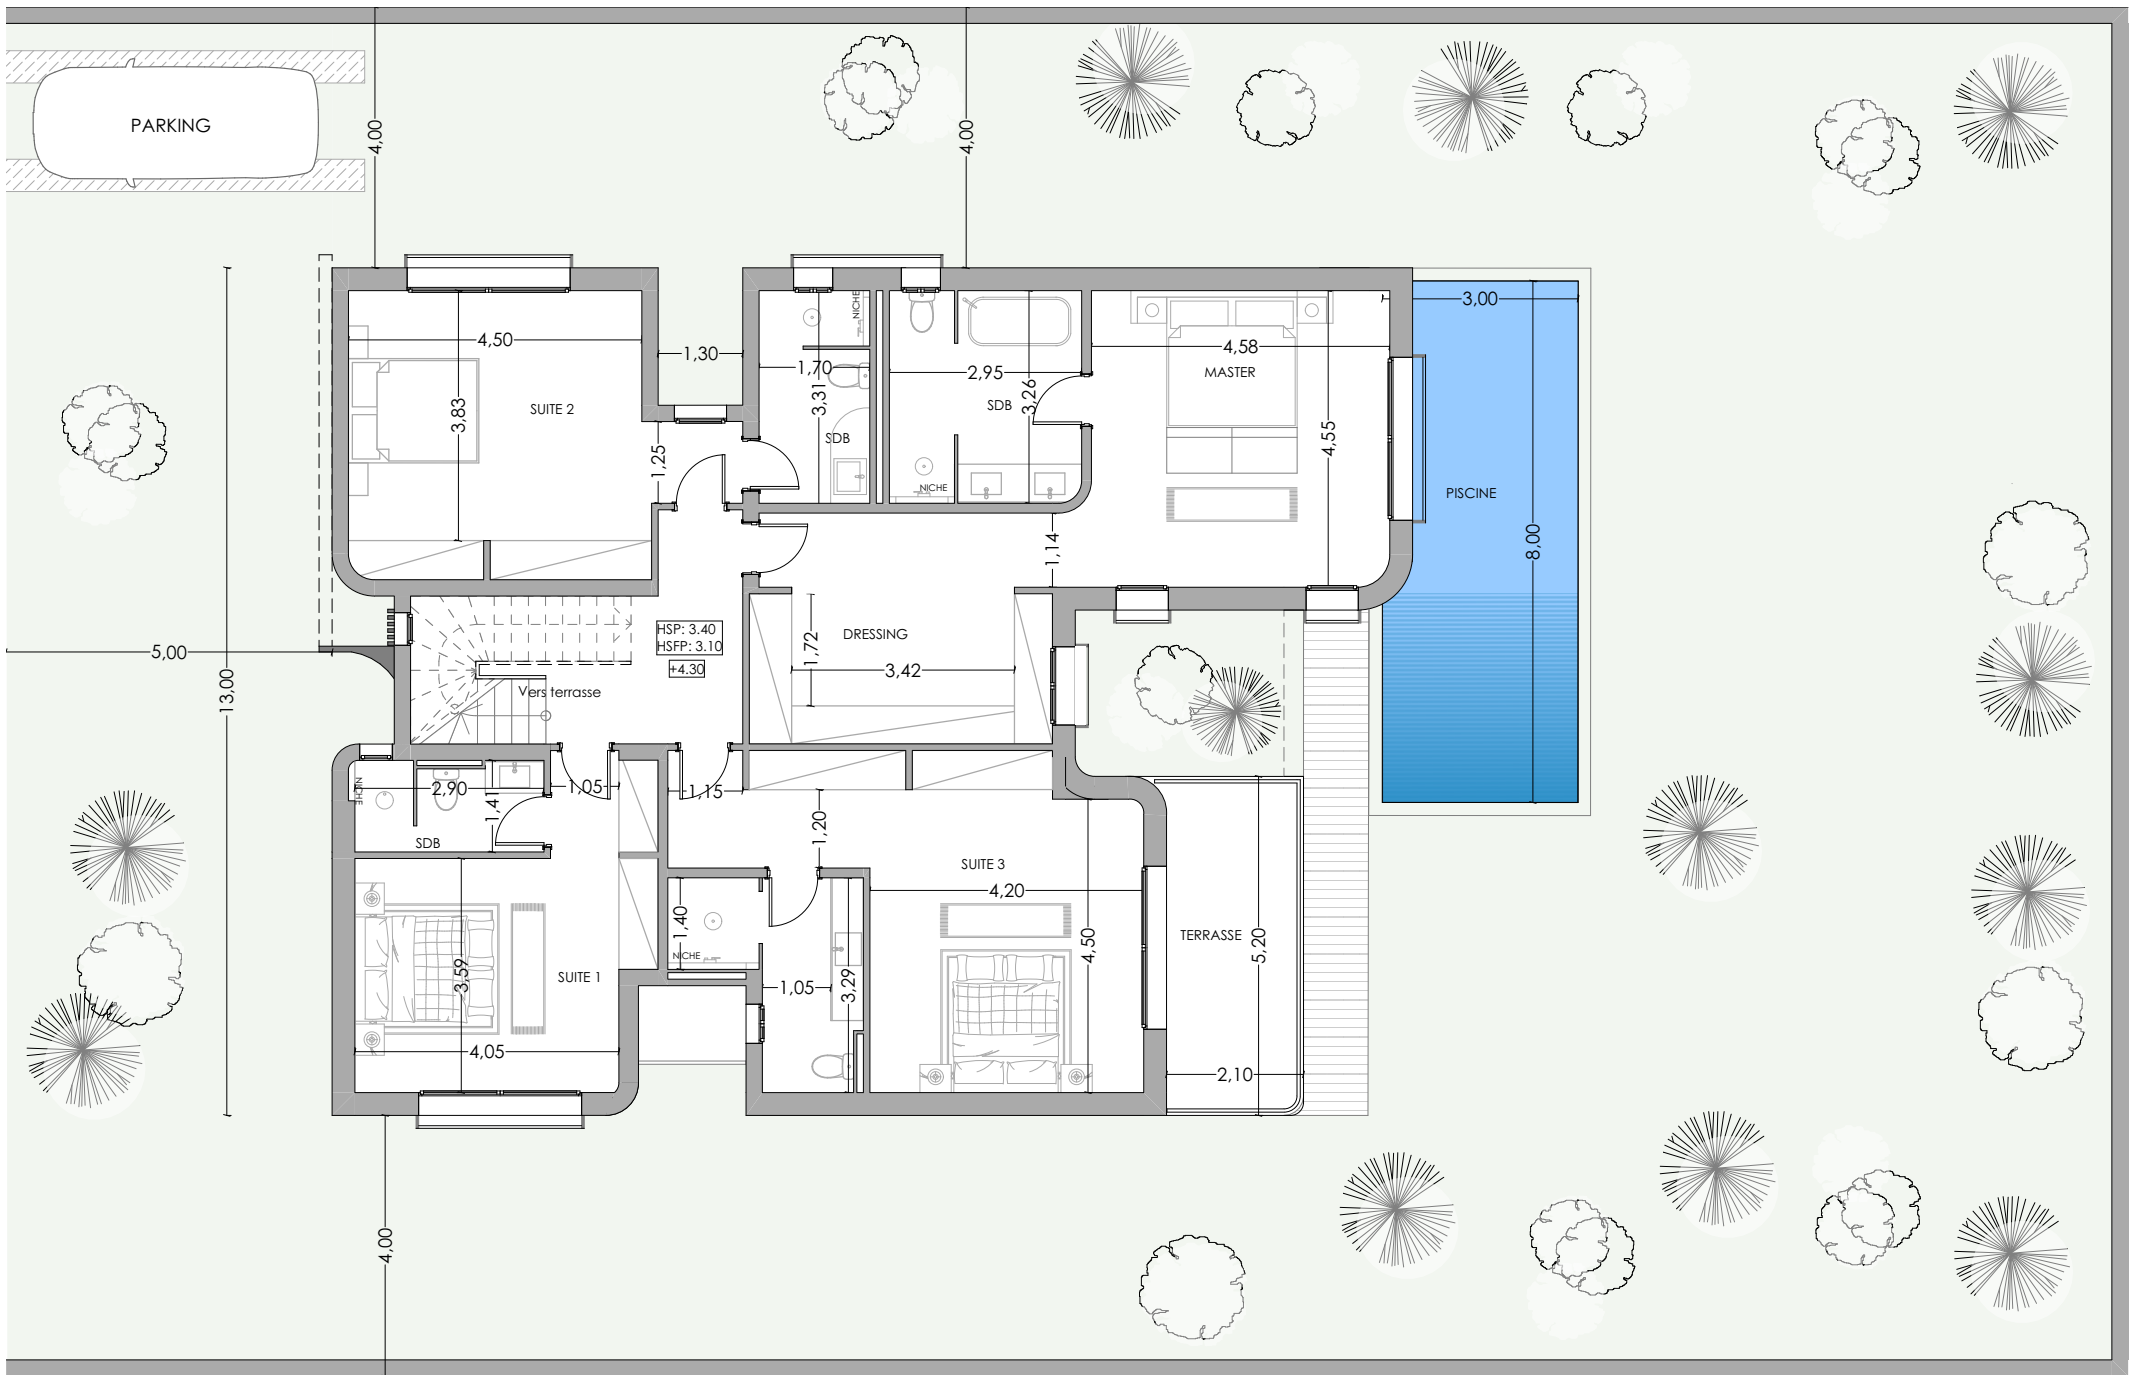 PARKING
4,00
4,00
3,00
4,50
1,30
1,70
2,95
4,58
MASTER
SUITE 2
3,83
3,31
NICHE
SDB
3,26
SDB
4,55
1,25
NICHE
PISCINE
8,00
1,14
HSP: 3.40
HSFP: 3.10
+4.30
DRESSING
1,72
3,42
5,00
13,00
Vers terrasse
NICHE
2,90
1,41
1,05
1,15
SDB
1,20
SUITE 3
4,20
1,40
NICHE
4,50
TERRASSE
5,20
3,59
SUITE 1
1,05
3,29
4,05
2,10
4,00